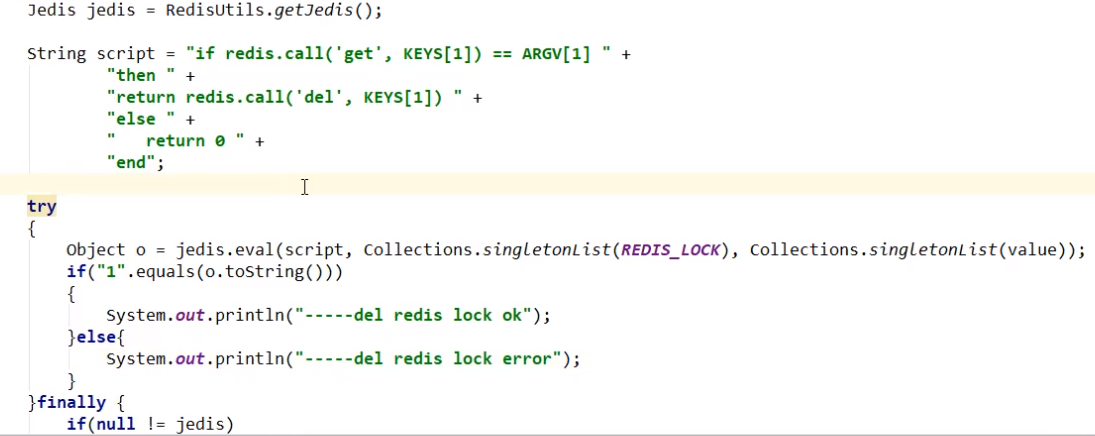 Jedis jedis = RedisUtils.getJedis();
String script = "if redis.call('get', KEYS[1]) == ARGV[1] " +
"then " +
"return redis.call('del', KEYS[1]) " +
"else " +
"   return 0 " +
"end";
try
{
Object o = jedis.eval(script, Collections.singletonList(REDIS_LOCK), Collections.singletonList(value));
if("1".equals(o.toString()))
{
System.out.println("-----del redis lock ok");
}else{
System.out.println("-----del redis lock error");
}
}finally {
if(null != jedis)